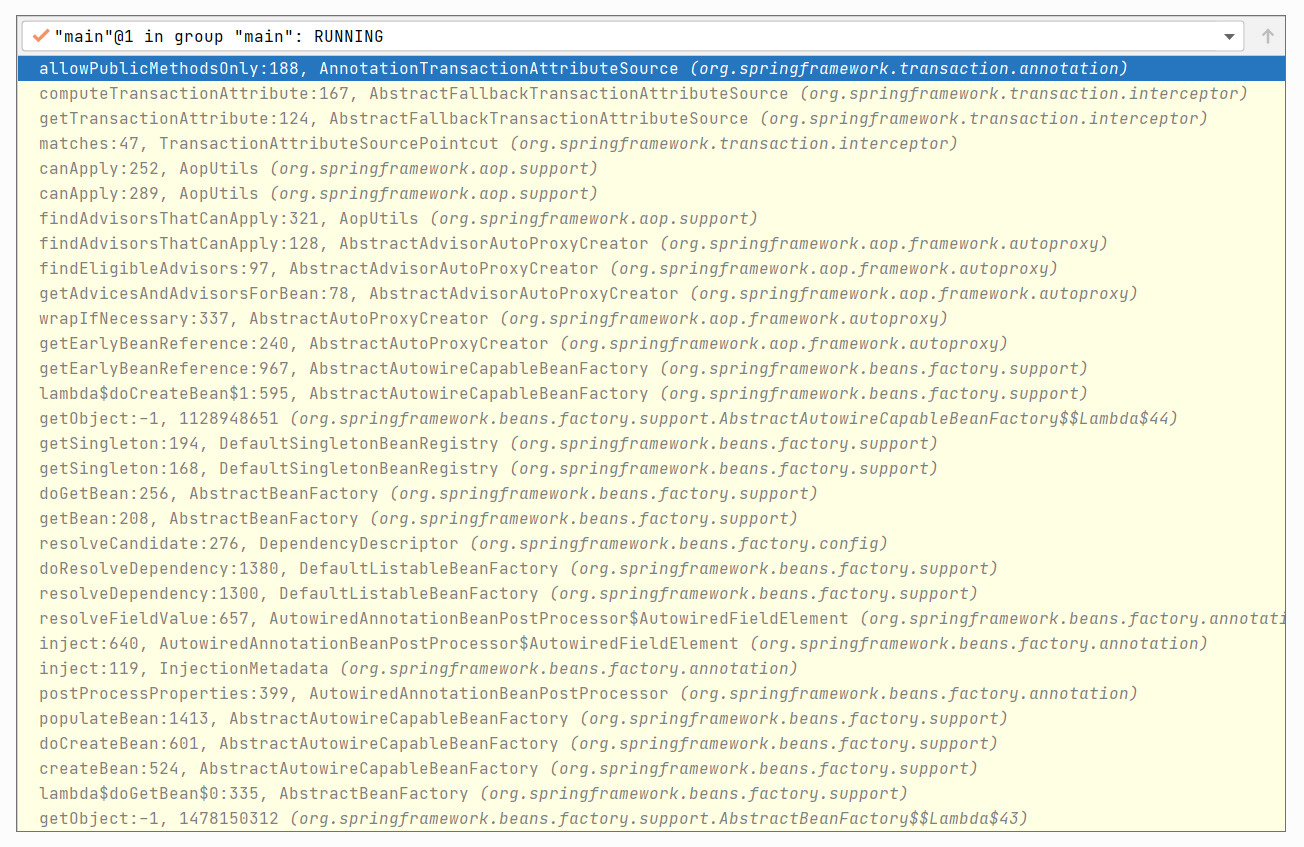 "main"@1 in group "main": RUNNING
allowPublicMethodsOnly:188, AnnotationTransactionAttributeSource (org.springframework.transaction.annotation)
computeTransactionAttribute:167, AbstractFallbackTransactionAttributeSource (org.springframework.transaction.interceptor)
getTransactionAttribute:124, AbstractFallbackTransactionAttributeSource (org.springframework.transaction.interceptor)
matches:47, TransactionAttributeSourcePointcut (org.springframework.transaction.interceptor)
canApply:252, AopUtils (org.springframework.aop.support)
canApply:289, AopUtils (org.springframework.aop.support)
findAdvisorsThatCanApply:321, AopUtils (org.springframework.aop.support)
findAdvisorsThatCanApply:128, AbstractAdvisorAutoProxyCreator (org.springframework.aop.framework.autoproxy)
findEligibleAdvisors:97, AbstractAdvisorAutoProxyCreator (org.springframework.aop.framework.autoproxy)
getAdvicesAndAdvisorsForBean:78, AbstractAdvisorAutoProxyCreator (org.springframework.aop.framework.autoproxy)
wrapIfNecessary:337, AbstractAutoProxyCreator (org.springframework.aop.framework.autoproxy)
getEarlyBeanReference:240, AbstractAutoProxyCreator (org.springframework.aop.framework.autoproxy)
getEarlyBeanReference:967, AbstractAutowireCapableBeanFactory (org.springframework.beans.factory.support)
lambda$doCreateBean$1:595, AbstractAutowireCapableBeanFactory (org.springframework.beans.factory.support)
getObject:-1, 1128948651 (org.springframework.beans.factory.support.AbstractAutowireCapableBeanFactory$$Lambda$44)
getSingleton:194, DefaultSingletonBeanRegistry (org.springframework.beans.factory.support)
getSingleton:168, DefaultSingletonBeanRegistry (org.springframework.beans.factory.support)
doGetBean:256, AbstractBeanFactory (org.springframework.beans.factory.support)
getBean:208, AbstractBeanFactory (org.springframework.beans.factory.support)
resolveCandidate:276, DependencyDescriptor (org.springframework.beans.factory.config)
doResolveDependency:1380, DefaultListableBeanFactory (org.springframework.beans.factory.support)
resolveDependency:1300, DefaultListableBeanFactory (org.springframework.beans.factory.support)
resolveFieldValue:657, AutowiredAnnotationBeanPostProcessor$AutowiredFieldElement (org.springframework.beans.factory.annotati
inject:640, AutowiredAnnotationBeanPostProcessor$AutowiredFieldElement (org.springframework.beans.factory.annotation)
inject:119, InjectionMetadata (org.springframework.beans.factory.annotation)
postProcessProperties:399, AutowiredAnnotationBeanPostProcessor (org.springframework.beans.factory.annotation)
populateBean:1413, AbstractAutowireCapableBeanFactory (org.springframework.beans.factory.support)
doCreateBean:601, AbstractAutowireCapableBeanFactory (org.springframework.beans.factory.support)
createBean:524, AbstractAutowireCapableBeanFactory (org.springframework.beans.factory.support)
lambda$doGetBean$0:335, AbstractBeanFactory (org.springframework.beans.factory.support)
getObject:-1, 1478150312 (org.springframework.beans.factory.support.AbstractBeanFactory$$Lambda$43)